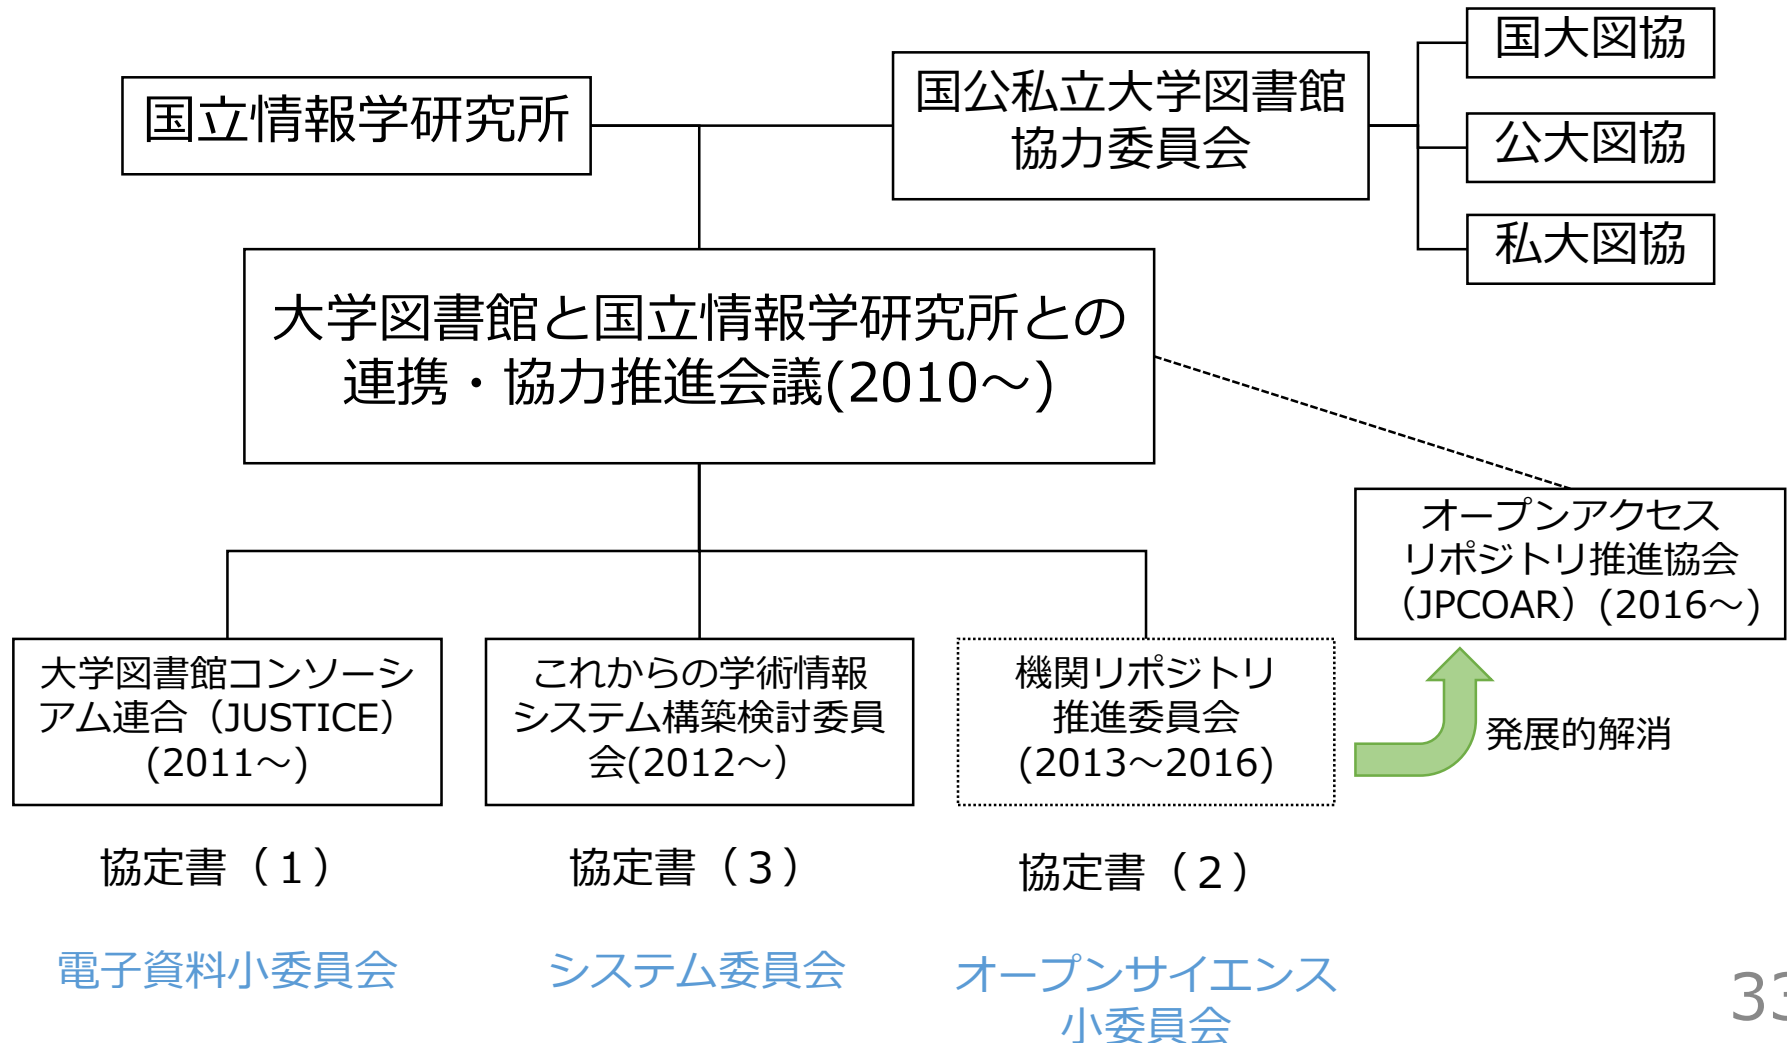 国立情報学研究所
国公私立大学図書館
協力委員会
国大図協
公大図協
私大図協
大学図書館と国立情報学研究所との
連携・協力推進会議(2010～)
オープンアクセス
リポジトリ推進協会
（JPCOAR）(2016～)
大学図書館コンソーシ
アム連合（JUSTICE）
(2011～)
これからの学術情報
システム構築検討委員
会(2012～）
機関リポジトリ
推進委員会
(2013～2016)
発展的解消
協定書（１）
協定書（３）
協定書（２）
電子資料小委員会
システム委員会
オープンサイエンス
小委員会
33